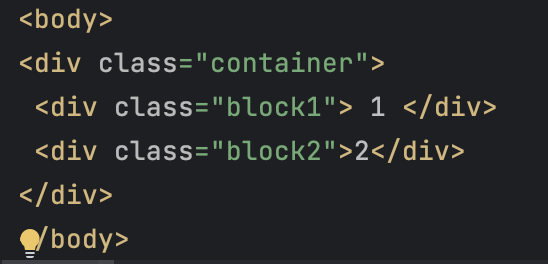 <body>
<div class="container">
<div class="block1"> 1 </div>
<div class="block2">2</div>
</div>
/body>